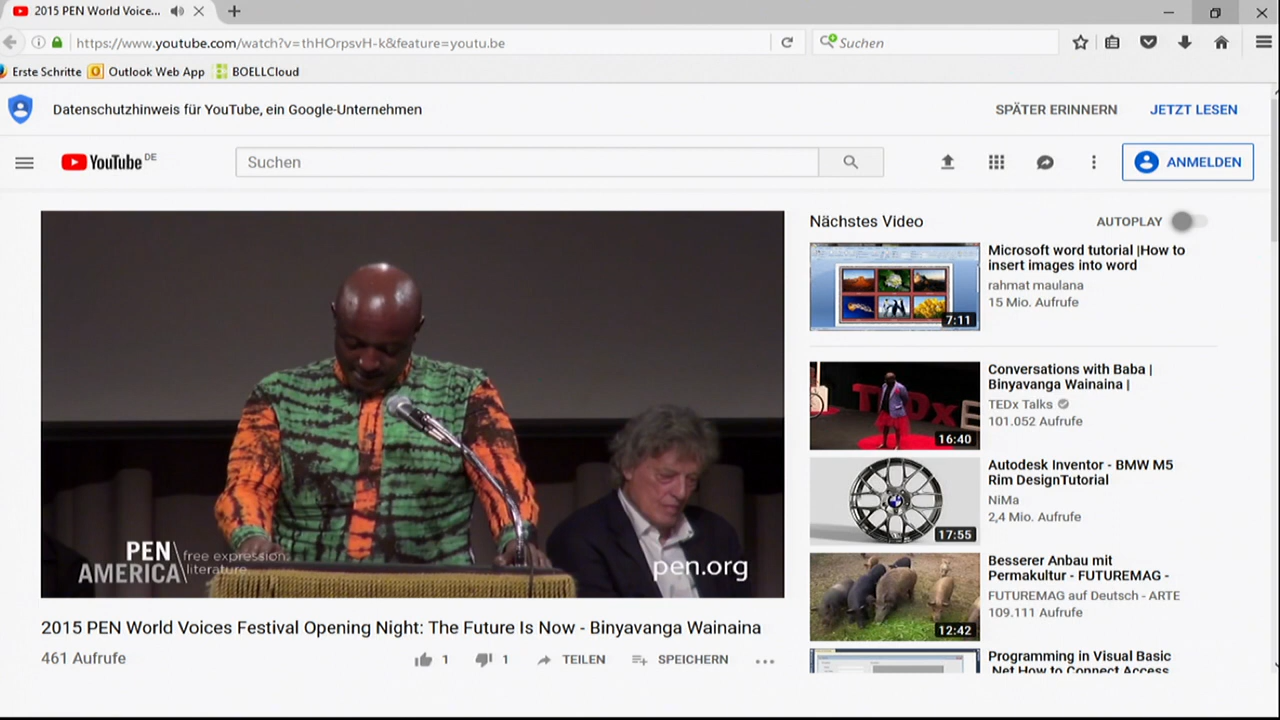 2015 PEN World Voice...
https://www.youtube.com/watch?v=thHOrpsvH-k&feature=youtu.be
Suchen
Erste Schritte
Outlook Web App
BOELLCloud
Datenschutzhinweis für YouTube, ein Google-Unternehmen
SPÄTER ERINNERN
JETZT LESEN
YouTube DE
Suchen
ANMELDEN
PEN AMERICA
free expression.
literature.
pen.org
2015 PEN World Voices Festival Opening Night: The Future Is Now - Binyavanga Wainaina
461 Aufrufe
1
1
TEILEN
SPEICHERN
Nächstes Video
AUTOPLAY
7:11
Microsoft word tutorial |How to
insert images into word
rahmat maulana
15 Mio. Aufrufe
TEDxE
16:40
Conversations with Baba |
Binyavanga Wainaina |
TEDx Talks
101.052 Aufrufe
17:55
Autodesk Inventor - BMW M5
Rim DesignTutorial
NiMa
2,4 Mio. Aufrufe
12:42
Besserer Anbau mit
Permakultur - FUTUREMAG -
FUTUREMAG auf Deutsch - ARTE
109.111 Aufrufe
Programming in Visual Basic
.Net How to Connect Access